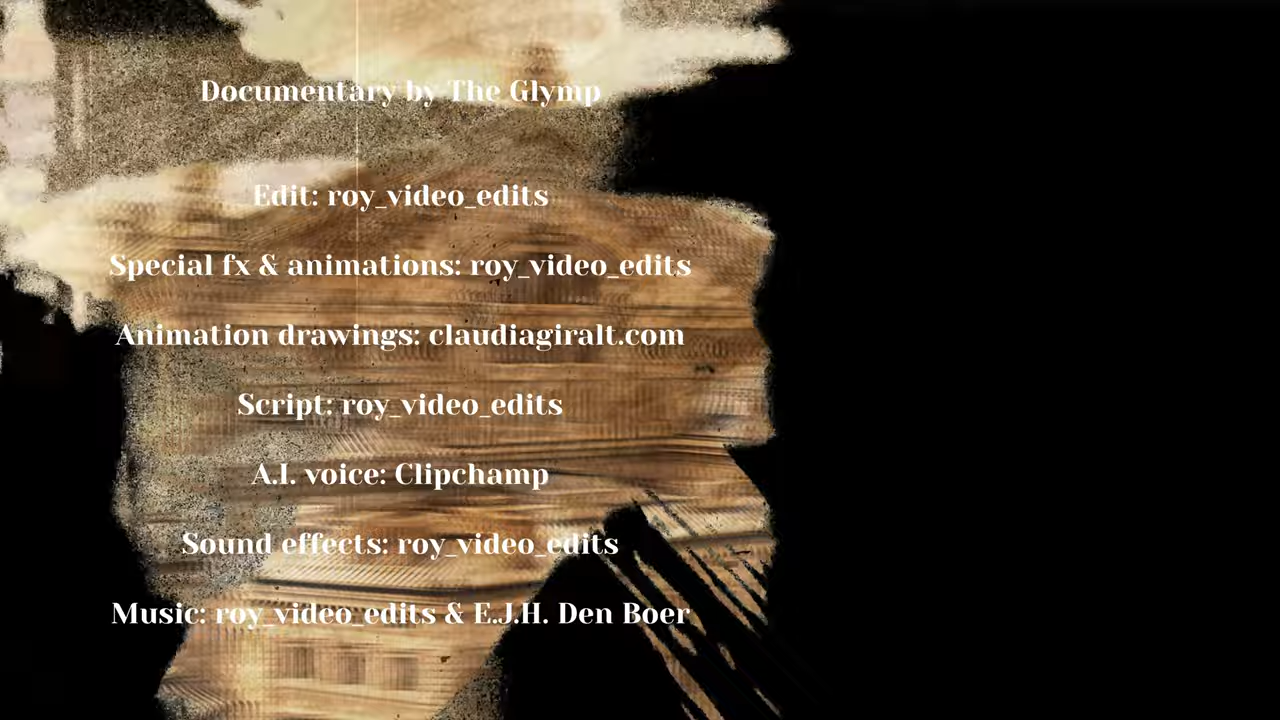 Documentary by The Glymp
Edit: roy_video_edits
Special fx & animations: roy_video_edits
Animation drawings: claudiagiralt.com
Script: roy_video_edits
A.I. voice: Clipchamp
Sound effects: roy_video_edits
Music: roy_video_edits & E.J.H. Den Boer